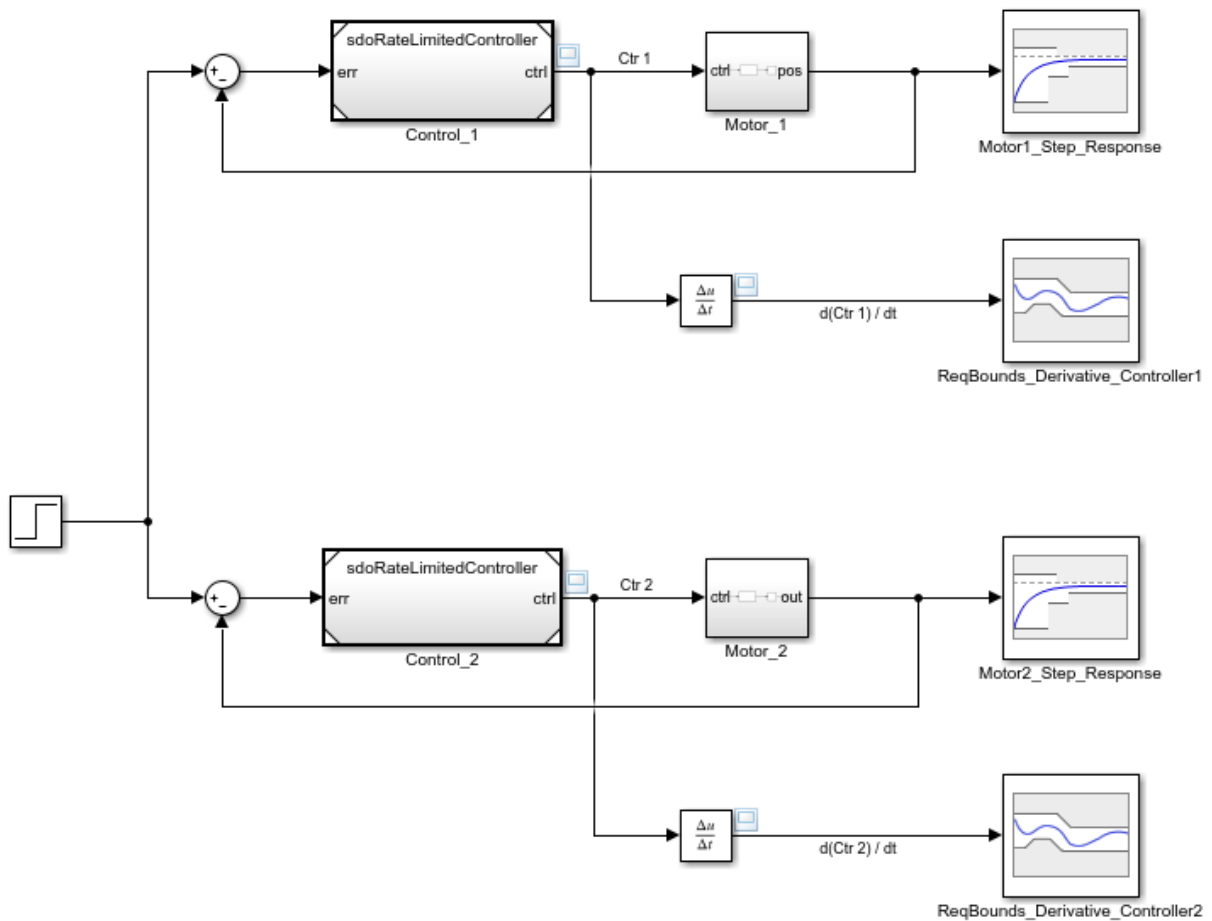 sdoRateLimitedController
err
ctrl
Control_1
Ctr 1
ctrl
pos
Motor_1
Motor1_Step_Response
+
−
Δu
Δt
d(Ctr 1) / dt
ReqBounds_Derivative_Controller1
sdoRateLimitedController
err
ctrl
Control_2
Ctr 2
ctrl
out
Motor_2
Motor2_Step_Response
+
−
Δu
Δt
d(Ctr 2) / dt
ReqBounds_Derivative_Controller2